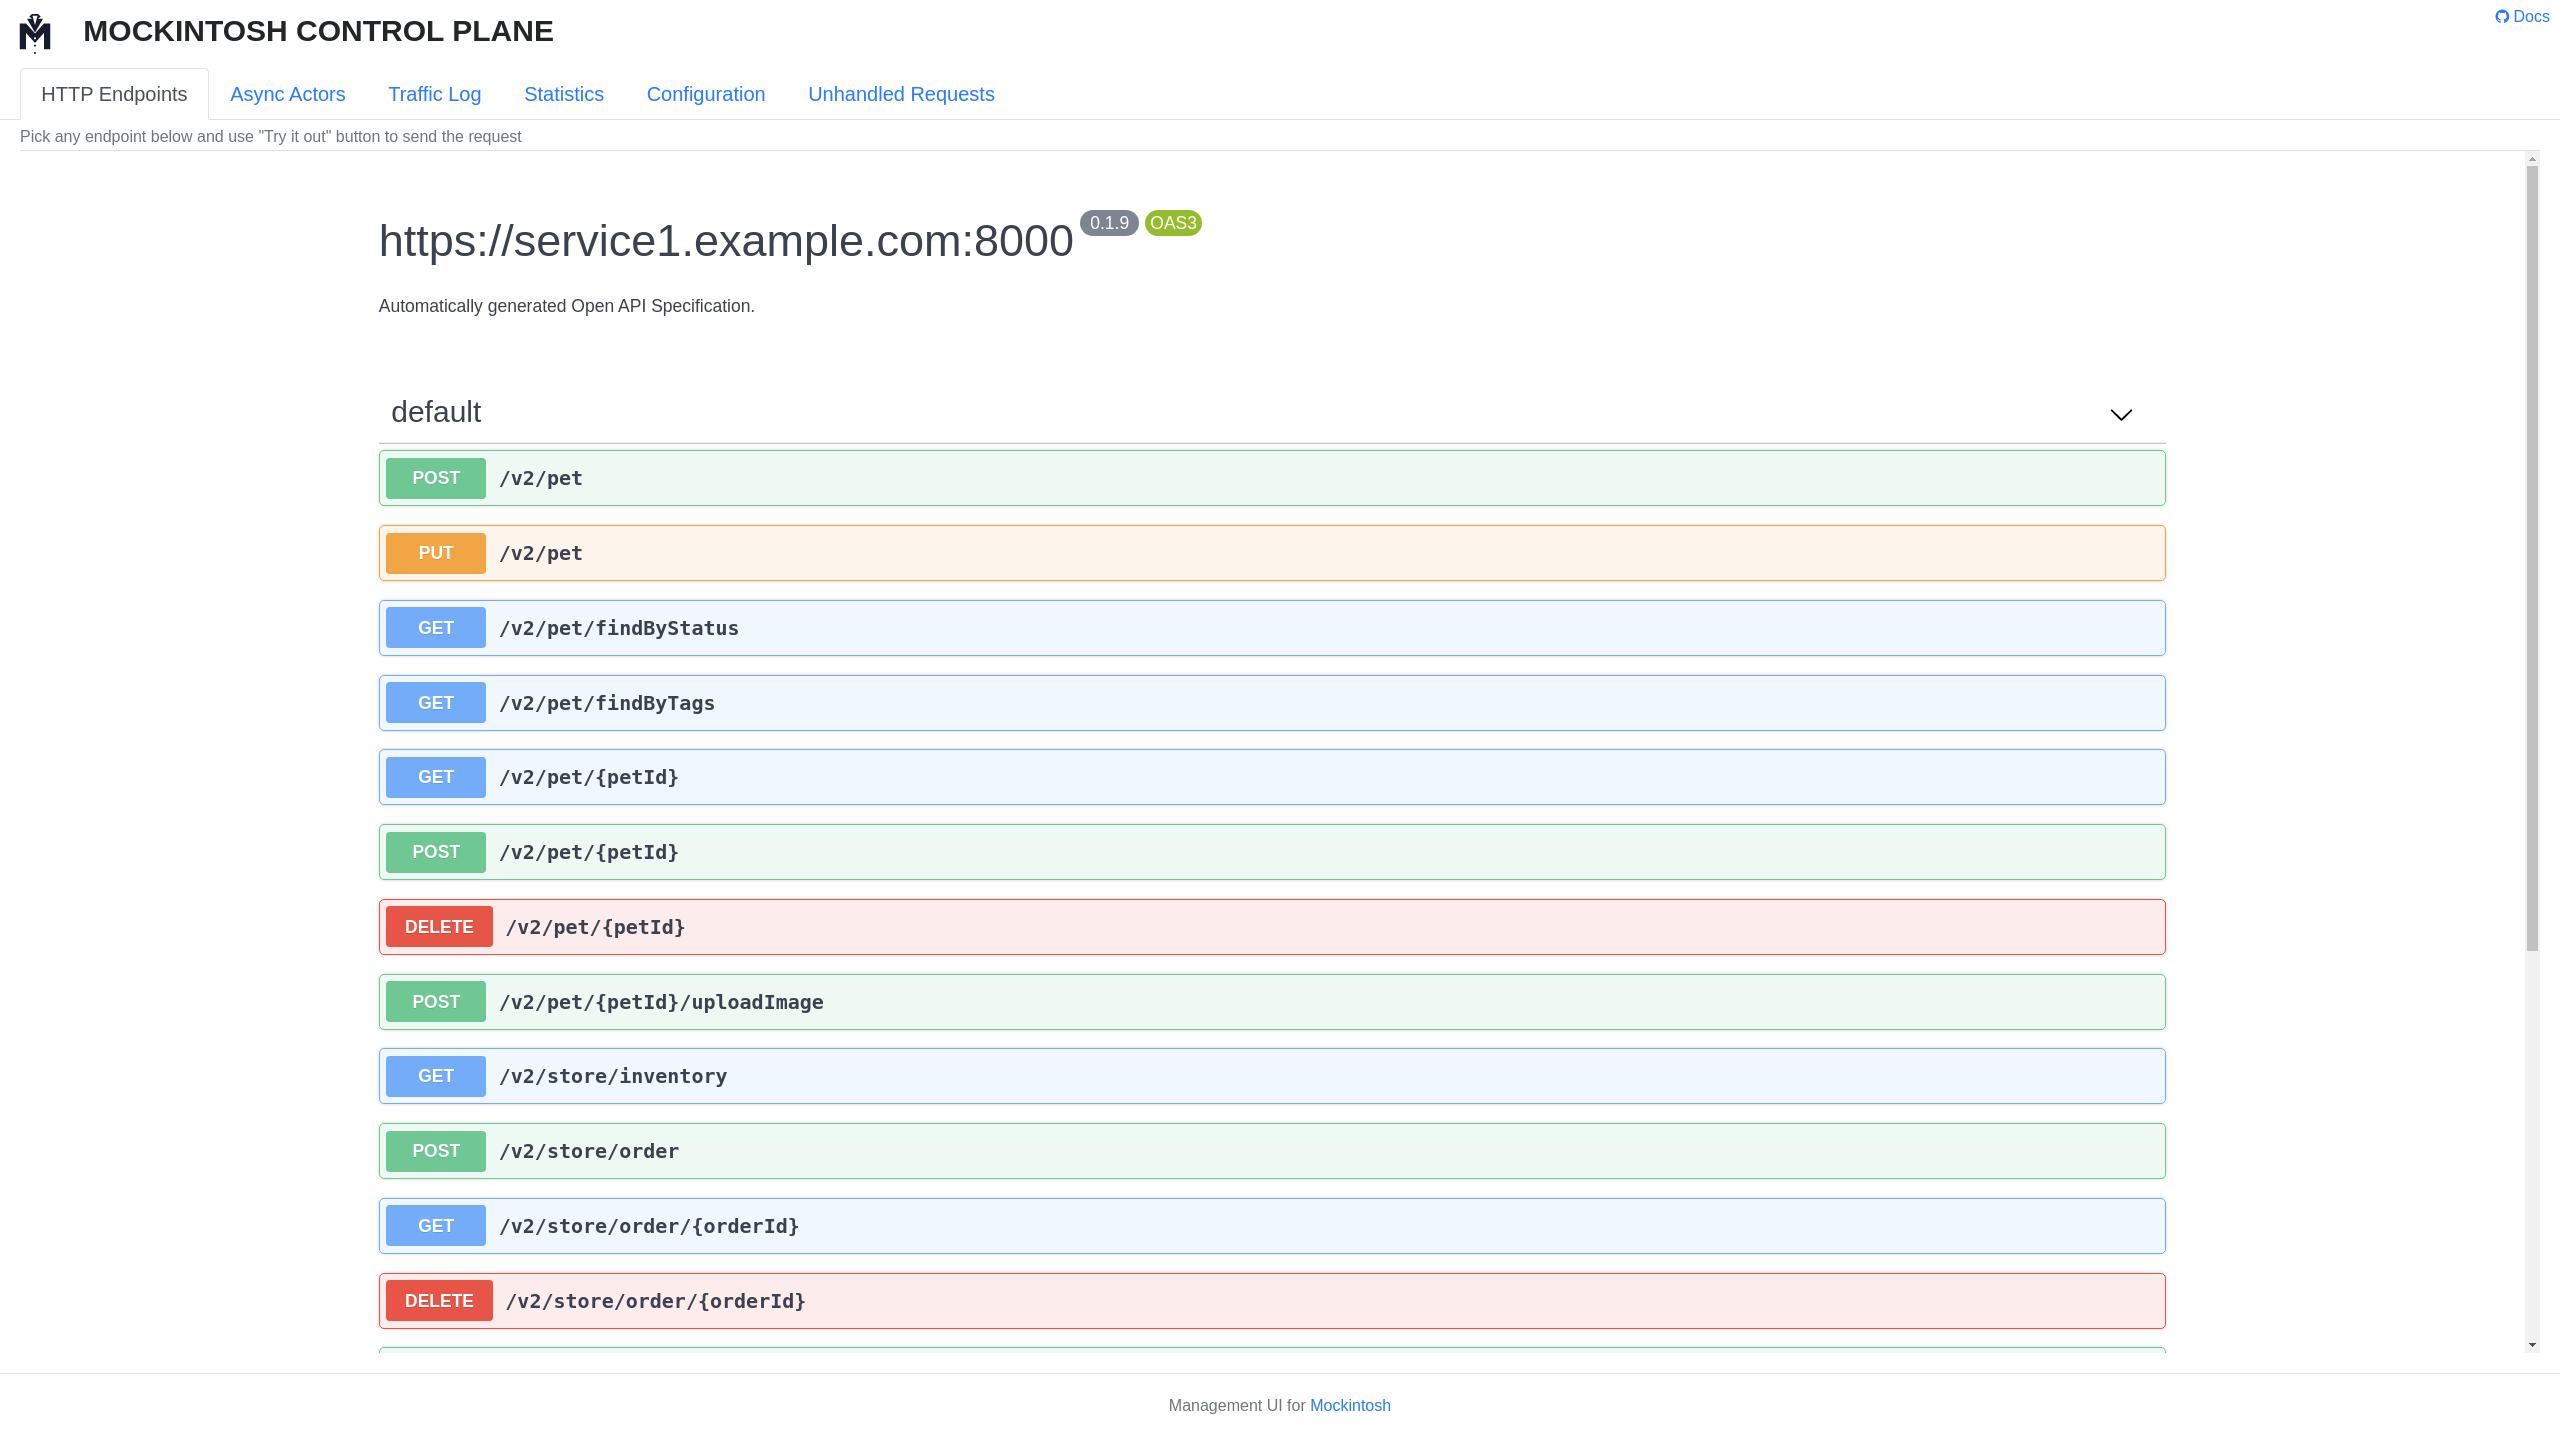 MOCKINTOSH CONTROL PLANE
Docs
HTTP Endpoints Async Actors Traffic Log Statistics Configuration Unhandled Requests
Pick any endpoint below and use "Try it out" button to send the request
https://service1.example.com:8000 0.1.9 OAS3
Automatically generated Open API Specification.
default
POST /v2/pet
PUT /v2/pet
GET /v2/pet/findByStatus
GET /v2/pet/findByTags
GET /v2/pet/{petId}
POST /v2/pet/{petId}
DELETE /v2/pet/{petId}
POST /v2/pet/{petId}/uploadImage
GET /v2/store/inventory
POST /v2/store/order
GET /v2/store/order/{orderId}
DELETE /v2/store/order/{orderId}
Management UI for Mockintosh